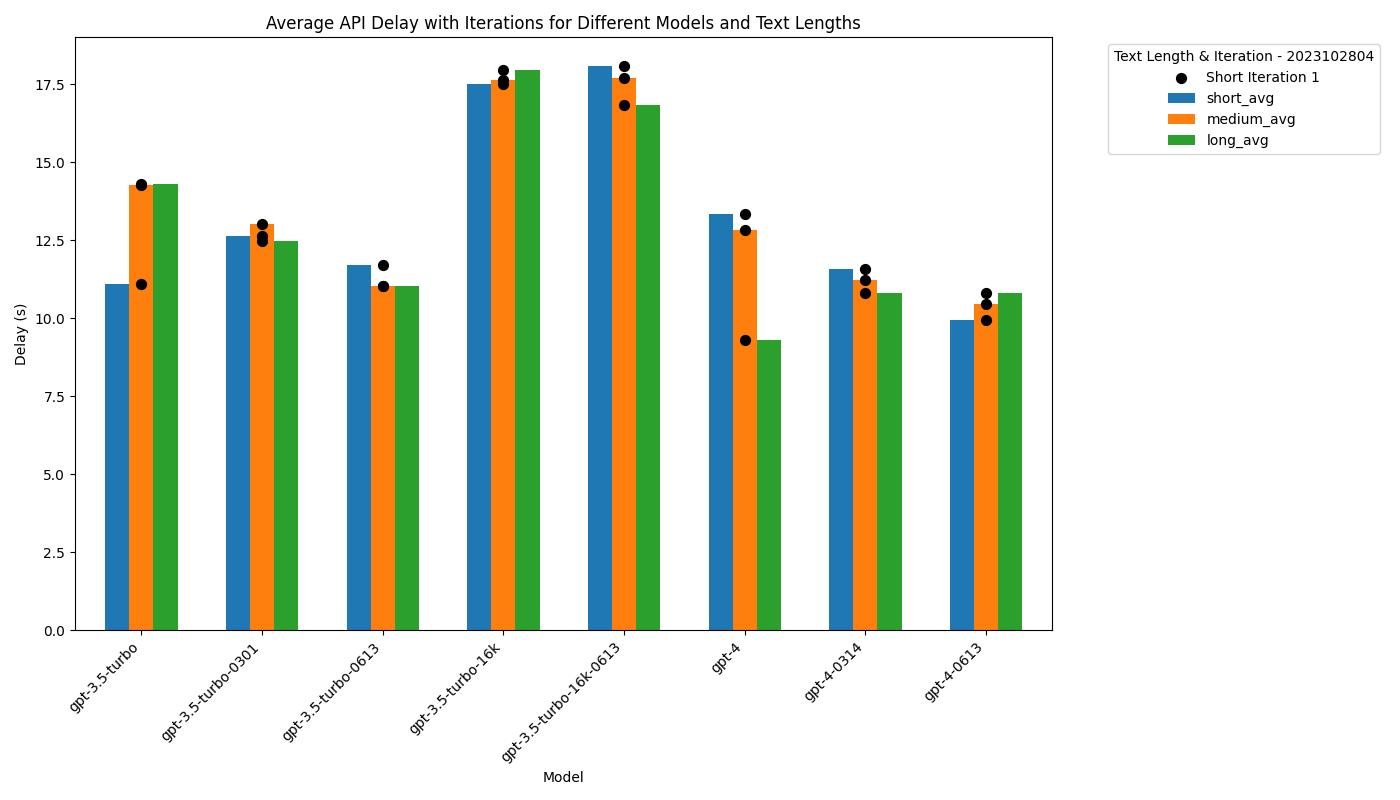 Average API Delay with Iterations for Different Models and Text Lengths
Text Length & Iteration - 2023102804
Short Iteration 1
short_avg
medium_avg
long_avg
Delay (s)
17.5
15.0
12.5
10.0
7.5
5.0
2.5
0.0
gpt-3.5-turbo
gpt-3.5-turbo-0301
gpt-3.5-turbo-0613
gpt-3.5-turbo-16k
gpt-3.5-turbo-16k-0613
gpt-4
gpt-4-0314
gpt-4-0613
Model